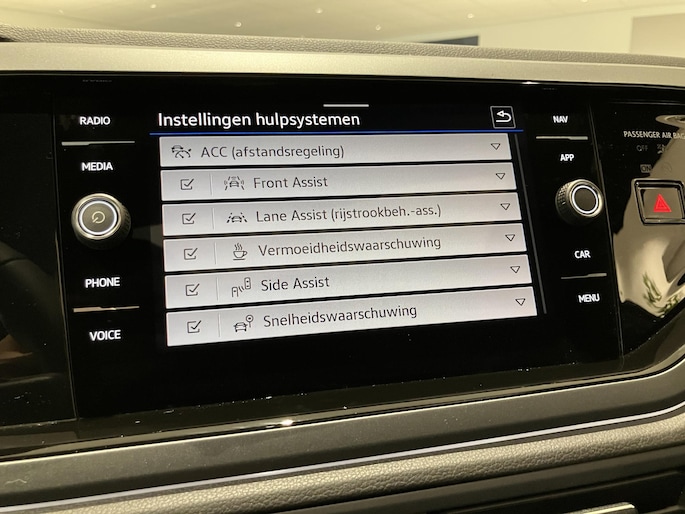 RADIO
MEDIA
PHONE
VOICE
Instellingen hulpsystemen
ACC (afstandsregeling)
Front Assist
Lane Assist (rijstrookbeh.-ass.)
Vermoeidheidswaarschuwing
Side Assist
Snelheidswaarschuwing
NAV
APP
CAR
MENU
PASSENGER AIR BAG
OFF